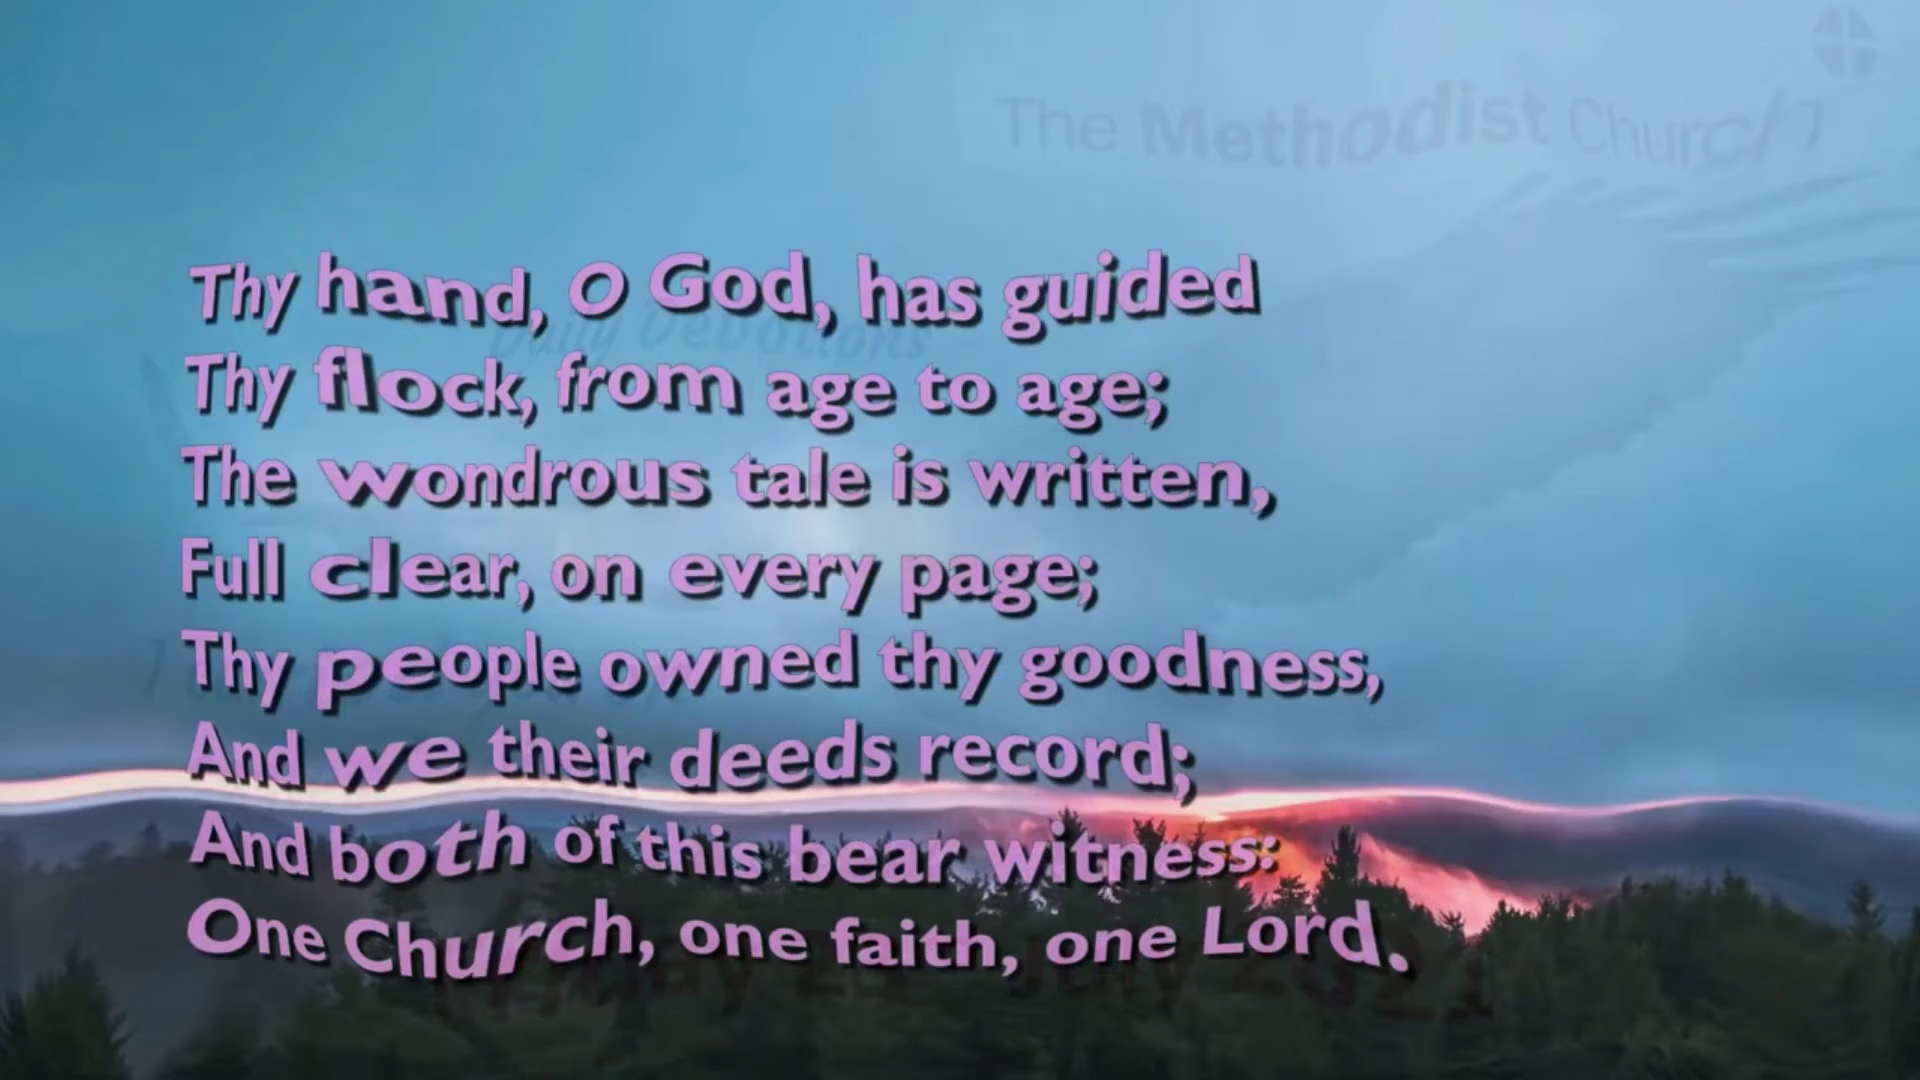 The Methodist Church
Thy hand, O God, has guided
Daily Devotions
Thy flock, from age to age;
The wondrous tale is written,
Full clear, on every page;
Thy people owned thy goodness,
And we their deeds record;
And both of this bear witness:
One Church, one faith, one Lord.